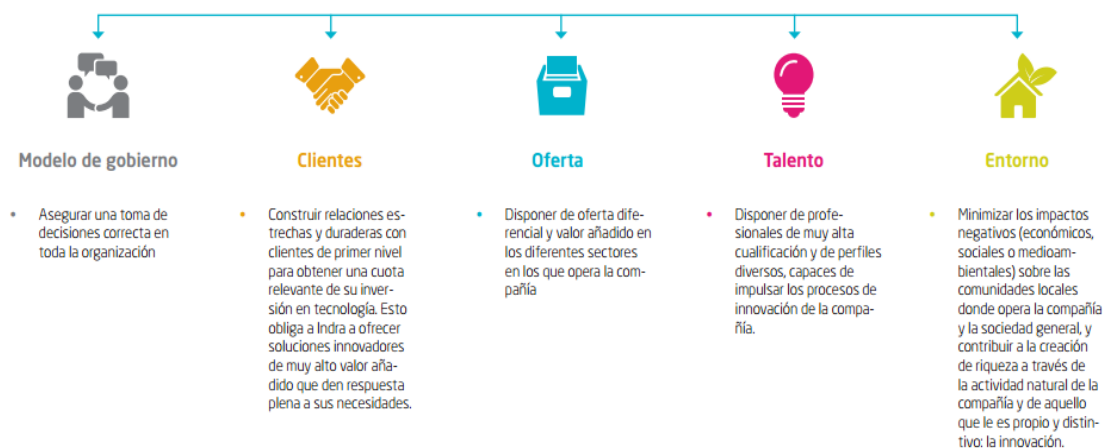 Modelo de gobierno
Asegurar una toma de
decisiones correcta en
toda la organización
Clientes
Construir relaciones es-
trechas y duraderas con
clientes de primer nivel
para obtener una cuota
relevante de su inver-
sión en tecnología. Esto
obliga a Indra a ofrecer
soluciones innovadores
de muy alto valor aña-
dido que den respuesta
plena a sus necesidades.
Oferta
Disponer de oferta dife-
rencial y valor añadido en
los diferentes sectores
en los que opera la com-
pañía
Talento
Disponer de profe-
sionales de muy alta
cualificación y de perfiles
diversos, capaces de
impulsar los procesos de
innovación de la compa-
ñía.
Entorno
Minimizar los impactos
negativos (económicos,
sociales o medioam-
bientales) sobre las
comunidades locales
donde opera la compañía
y la sociedad general, y
contribuir a la creación
de riqueza a través de
la actividad natural de la
compañía y de aquello
que le es propio y distin-
tivo: la innovación.